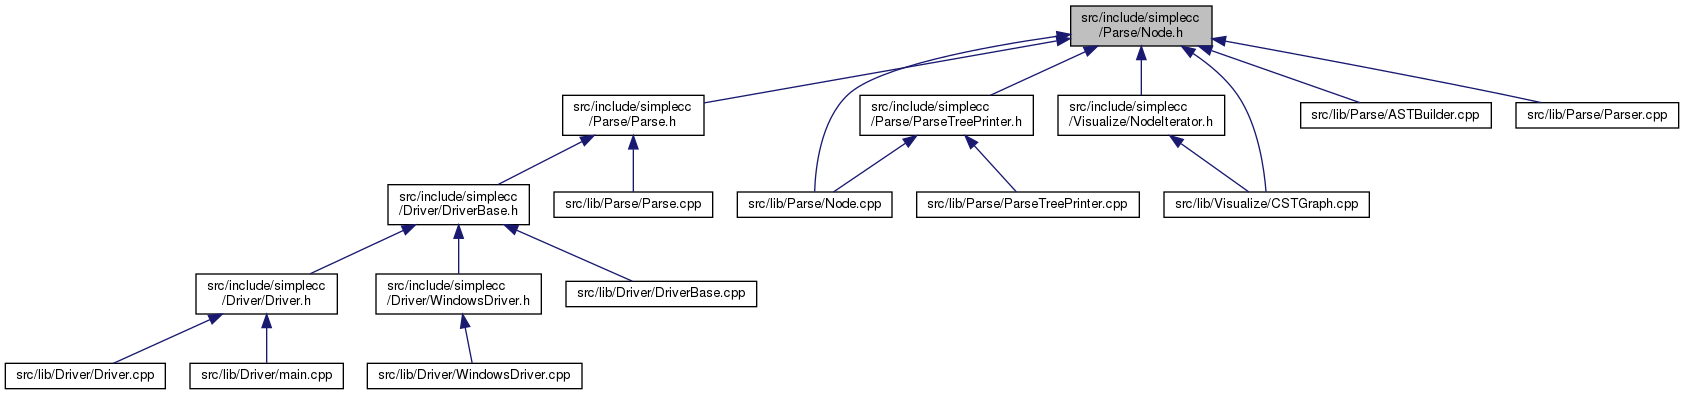 src/include/simplecc
/Parse/Node.h
src/include/simplecc
/Parse/Parse.h
src/include/simplecc
/Parse/ParseTreePrinter.h
src/include/simplecc
/Visualize/NodeIterator.h
src/lib/Parse/ASTBuilder.cpp
src/lib/Parse/Parser.cpp
src/include/simplecc
/Driver/DriverBase.h
src/lib/Parse/Parse.cpp
src/lib/Parse/Node.cpp
src/lib/Parse/ParseTreePrinter.cpp
src/lib/Visualize/CSTGraph.cpp
src/include/simplecc
/Driver/Driver.h
src/include/simplecc
/Driver/WindowsDriver.h
src/lib/Driver/DriverBase.cpp
src/lib/Driver/Driver.cpp
src/lib/Driver/main.cpp
src/lib/Driver/WindowsDriver.cpp